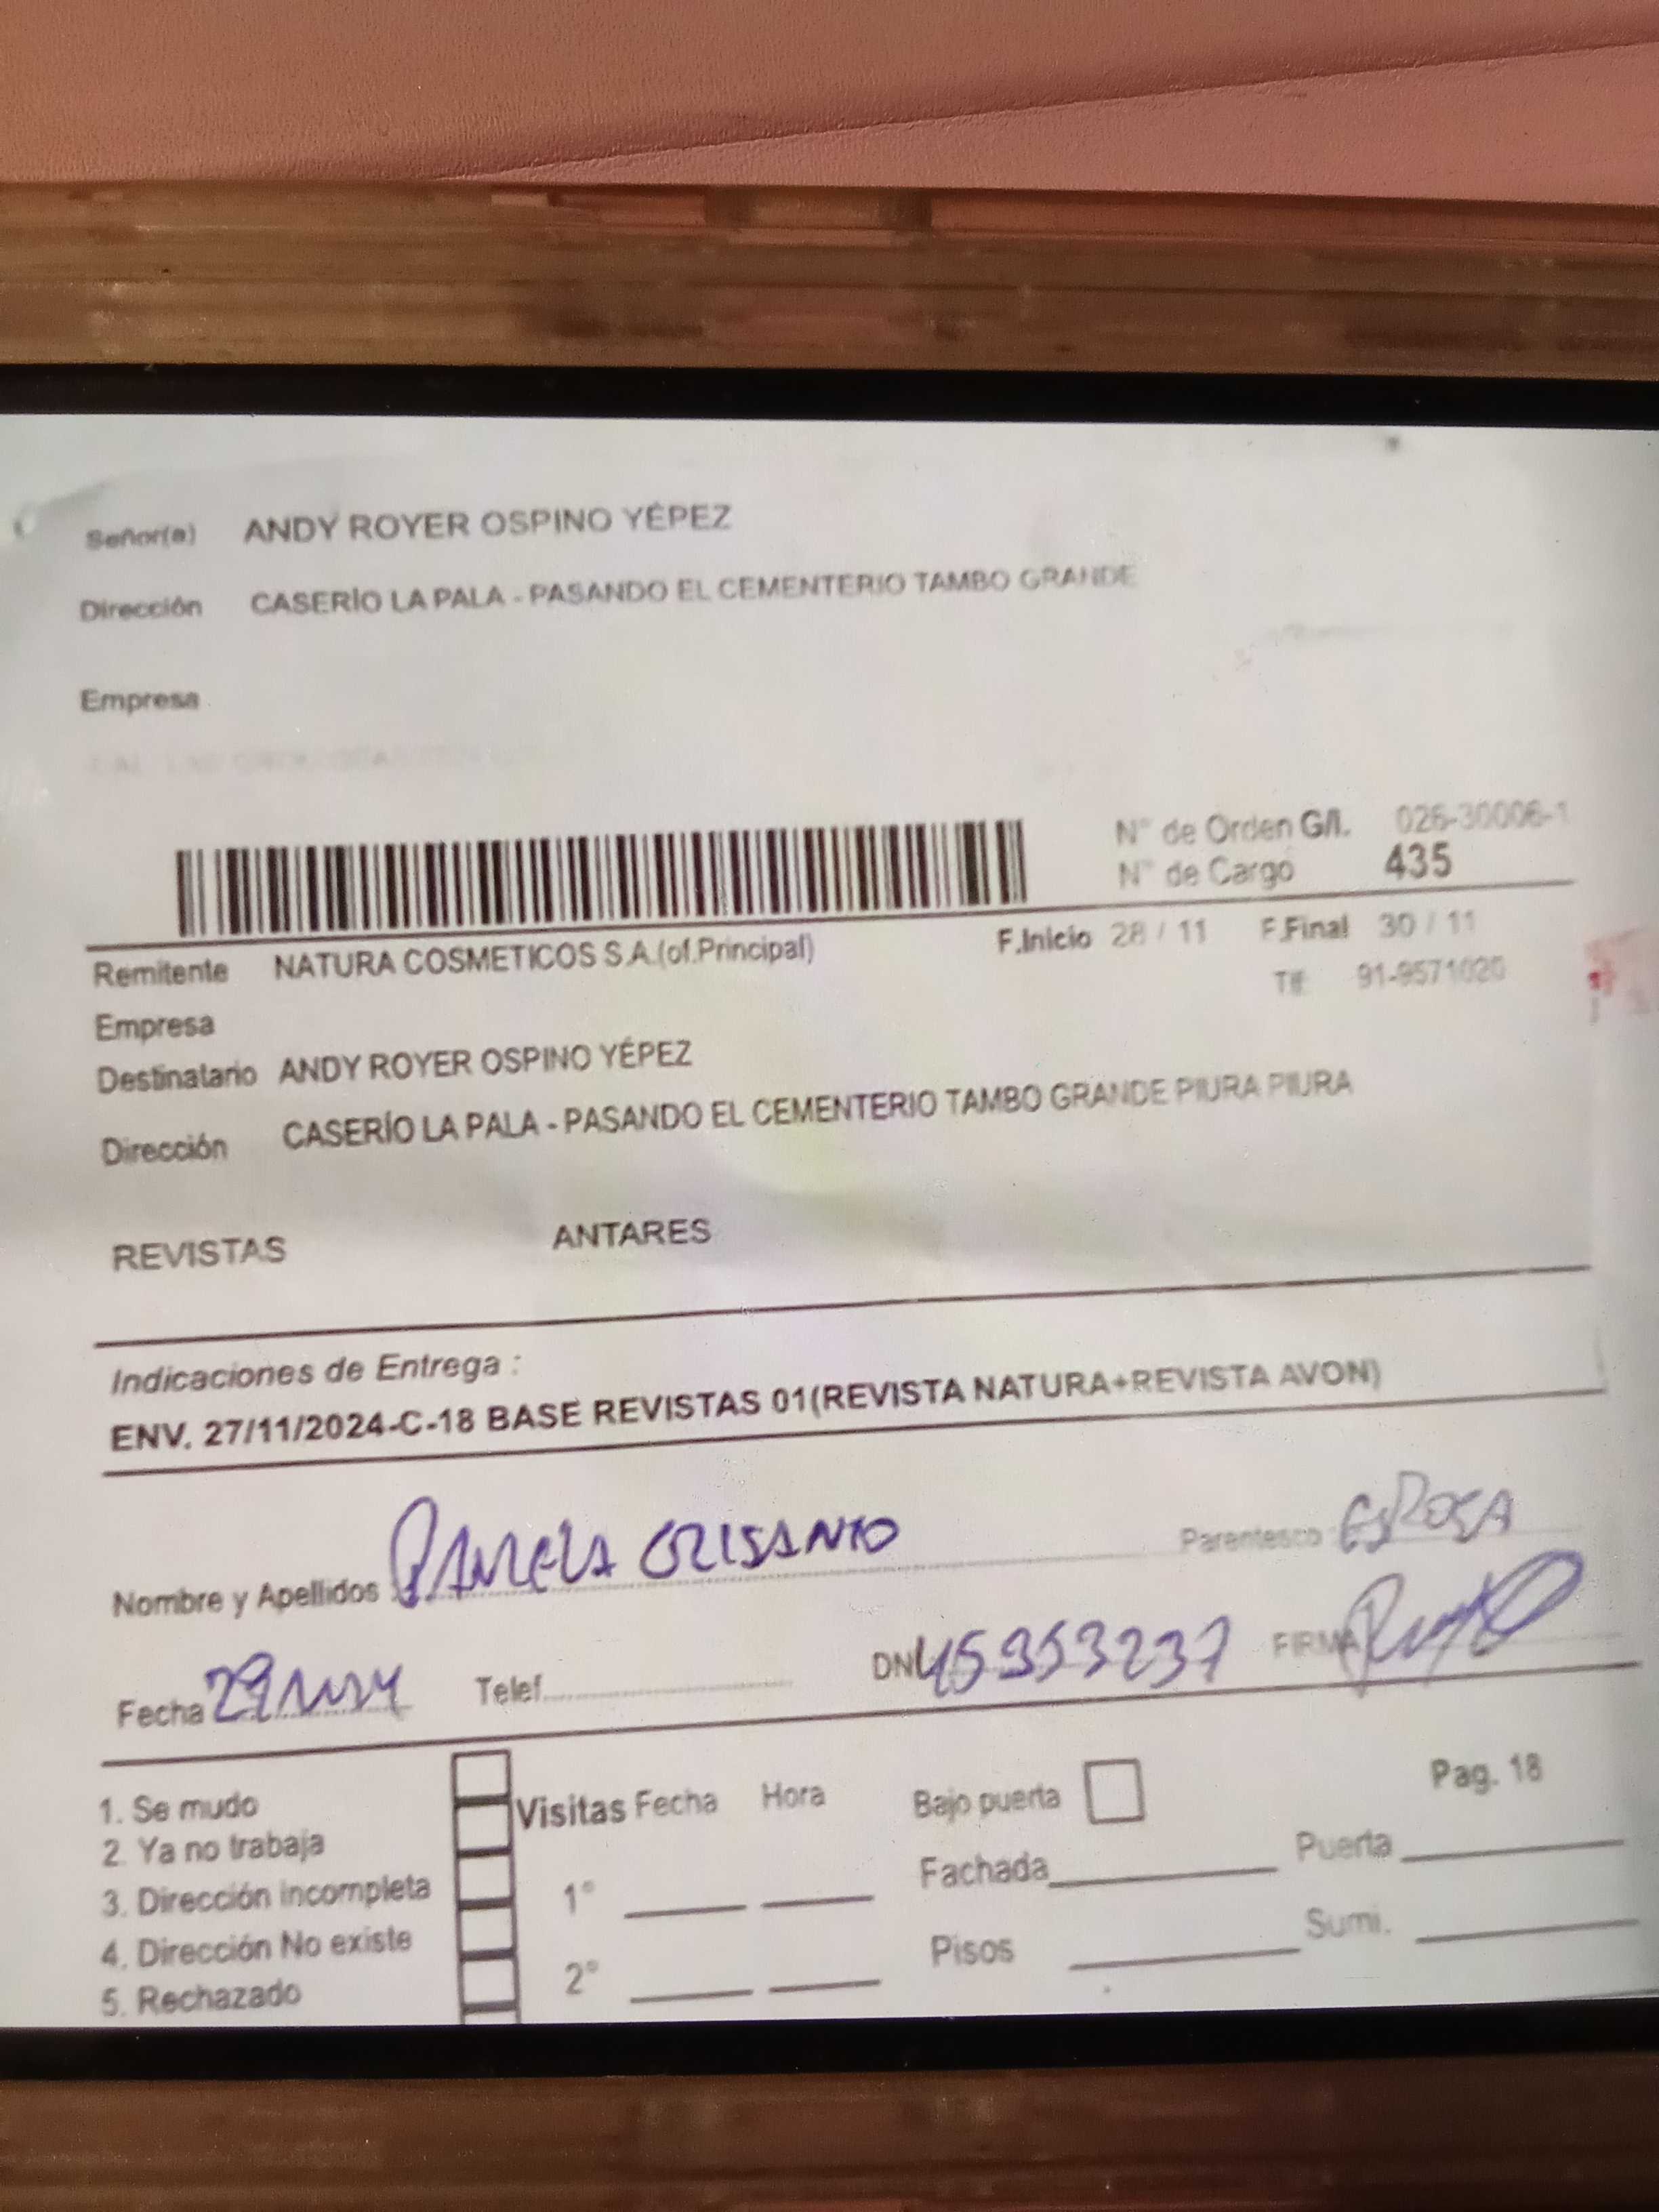 Señor(a) ANDY ROYER OSPINO YÉPEZ
Dirección CASERÍO LA PALA - PASANDO EL CEMENTERIO TAMBO GRANDE
Empresa
N° de Orden G/I. 026-30006-1
N° de Cargo 435
Remitente NATURA COSMETICOS S.A.(of.Principal) F.Inicio 28 / 11 F.Final 30 / 11
Tlf: 91-9571020
Empresa
Destinatario ANDY ROYER OSPINO YÉPEZ
Dirección CASERÍO LA PALA - PASANDO EL CEMENTERIO TAMBO GRANDE PIURA PIURA
REVISTAS ANTARES
Indicaciones de Entrega :
ENV. 27/11/2024-C-18 BASE REVISTAS 01(REVISTA NATURA+REVISTA AVON)
Nombre y Apellidos PAMELA CRISANTO Parentesco ESPOSA
Fecha 29 Telef. DNI 45353237 FIRMA
1. Se mudo
2. Ya no trabaja
3. Dirección incompleta
4. Dirección No existe
5. Rechazado
Visitas Fecha Hora
1°
2°
Bajo puerta Pag. 18
Fachada Puerta
Pisos Sumi.